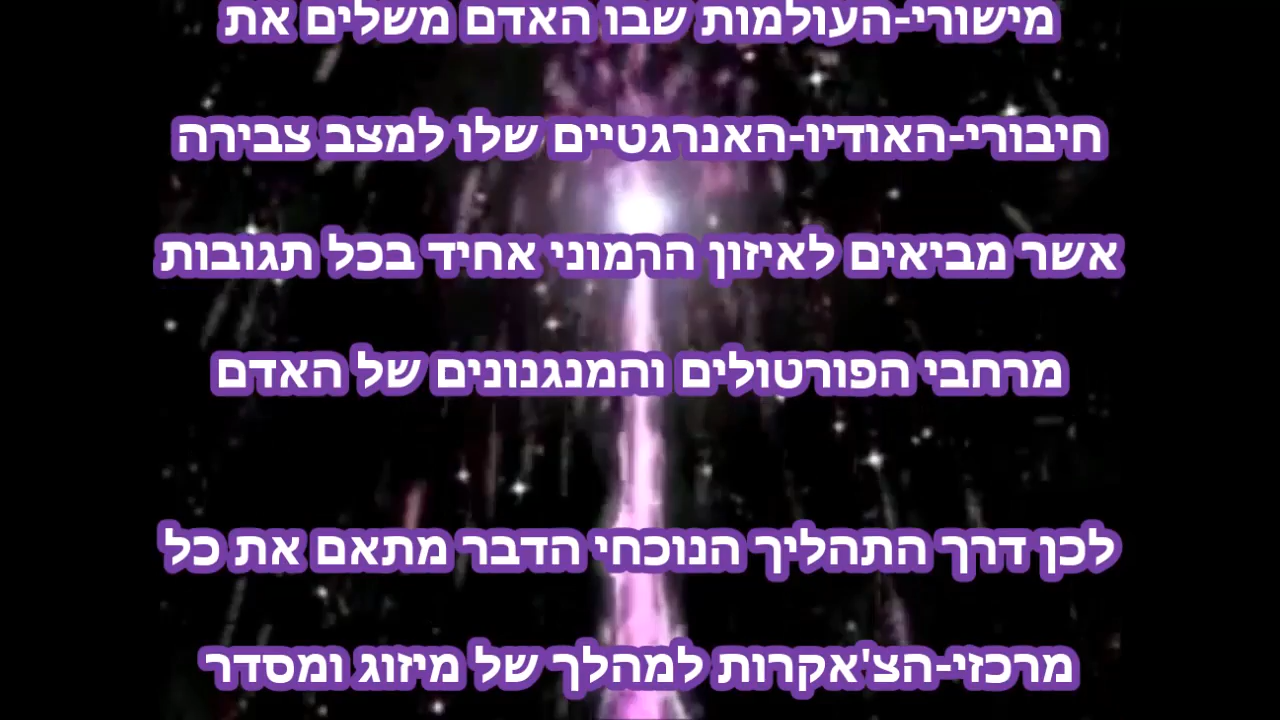 מישורי-העולמות שבו האדם משלים את
חיבורי-האודיו-האנרגטיים שלו למצב צבירה
אשר מביאים לאיזון הרמוני אחיד בכל תגובות
מרחבי הפורטולים והמנגנונים של האדם
לכן דרך התהליך הנוכחי הדבר מתאם את כל
מרכזי-הצ'אקרות למהלך של מיזוג ומסדר